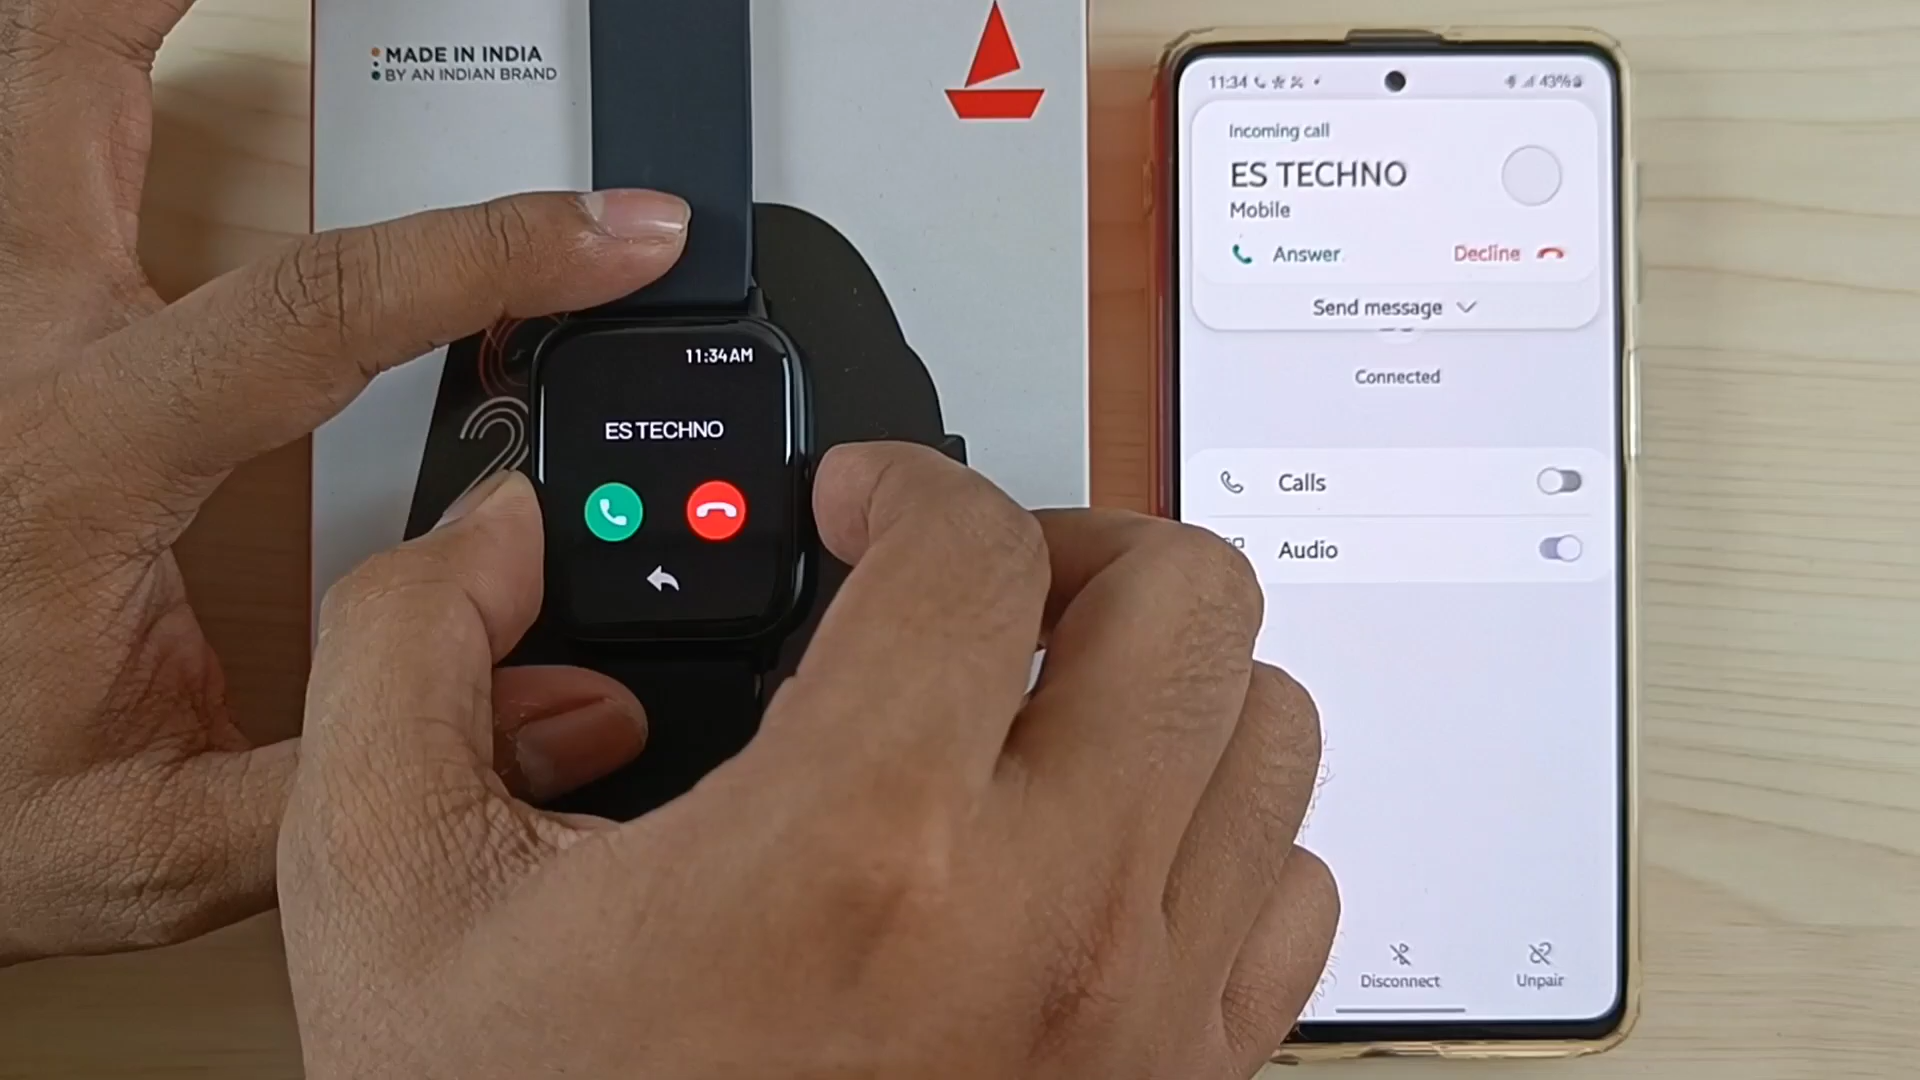 MADE IN INDIA
BY AN INDIAN BRAND
2
11:34AM
ES TECHNO
11:34
43%
Incoming call
ES TECHNO
Mobile
Answer
Decline
Send message
Connected
Calls
Audio
Disconnect
Unpair